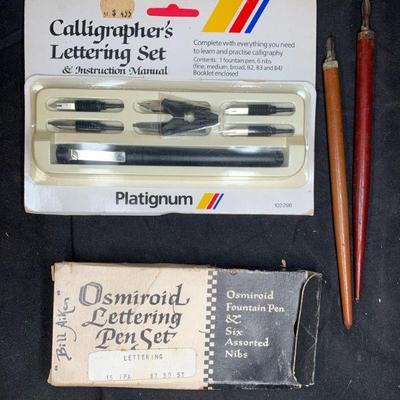 Calligrapher's
Lettering Set
& Instruction Manual
Complete with everything you need
to learn and practise calligraphy.
Contents: 1 fountain pen, 6 nibs
(fine, medium, broad, B2, B3 and B4)
Booklet enclosed
Platignum
"Bill Aiken"
Osmiroid
Lettering
Pen Set
LETTERING
Osmiroid
Fountain Pen
&
Six
Assorted
Nibs